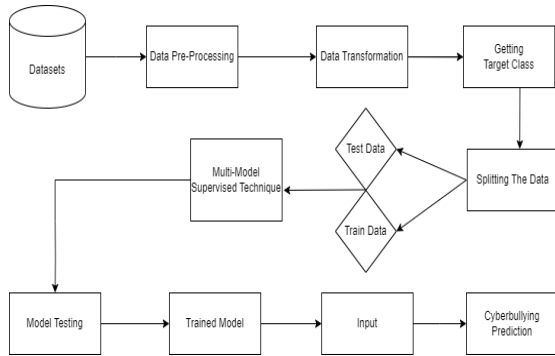 Datasets
Data Pre-Processing
Data Transformation
Getting
Target Class
Splitting The Data
Test Data
Train Data
Multi-Model
Supervised Technique
Model Testing
Trained Model
Input
Cyberbullying
Prediction